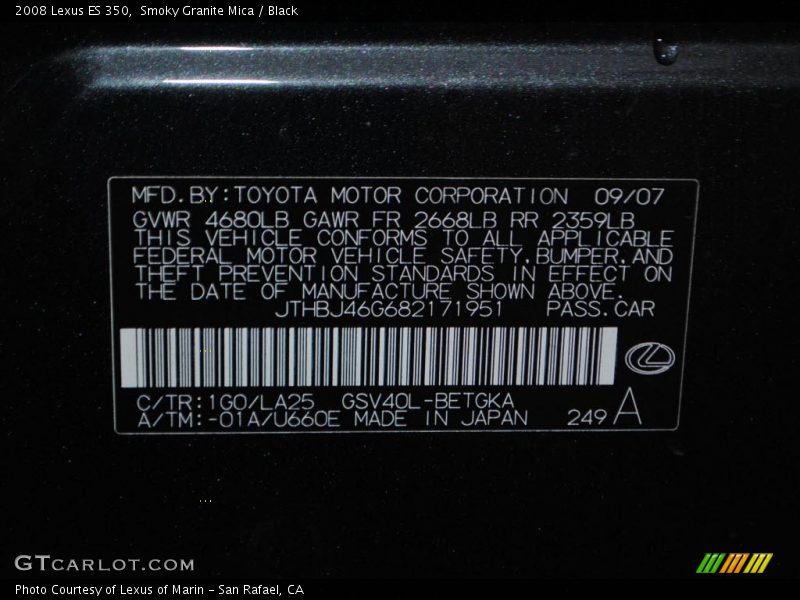 2008 Lexus ES 350,  Smoky Granite Mica / Black
MFD.BY:TOYOTA MOTOR CORPORATION 09/07
GVWR 4680LB GAWR FR 2668LB RR 2359LB
THIS VEHICLE CONFORMS TO ALL APPLICABLE
FEDERAL MOTOR VEHICLE SAFETY,BUMPER,AND
THEFT PREVENTION STANDARDS IN EFFECT ON
THE DATE OF MANUFACTURE SHOWN ABOVE.
JTHBJ46G682171951 PASS.CAR
C/TR:1G0/LA25 GSV40L-BETGKA
A/TM:-01A/U660E MADE IN JAPAN 249 A
GTCARLOT.COM
Photo Courtesy of Lexus of Marin - San Rafael, CA